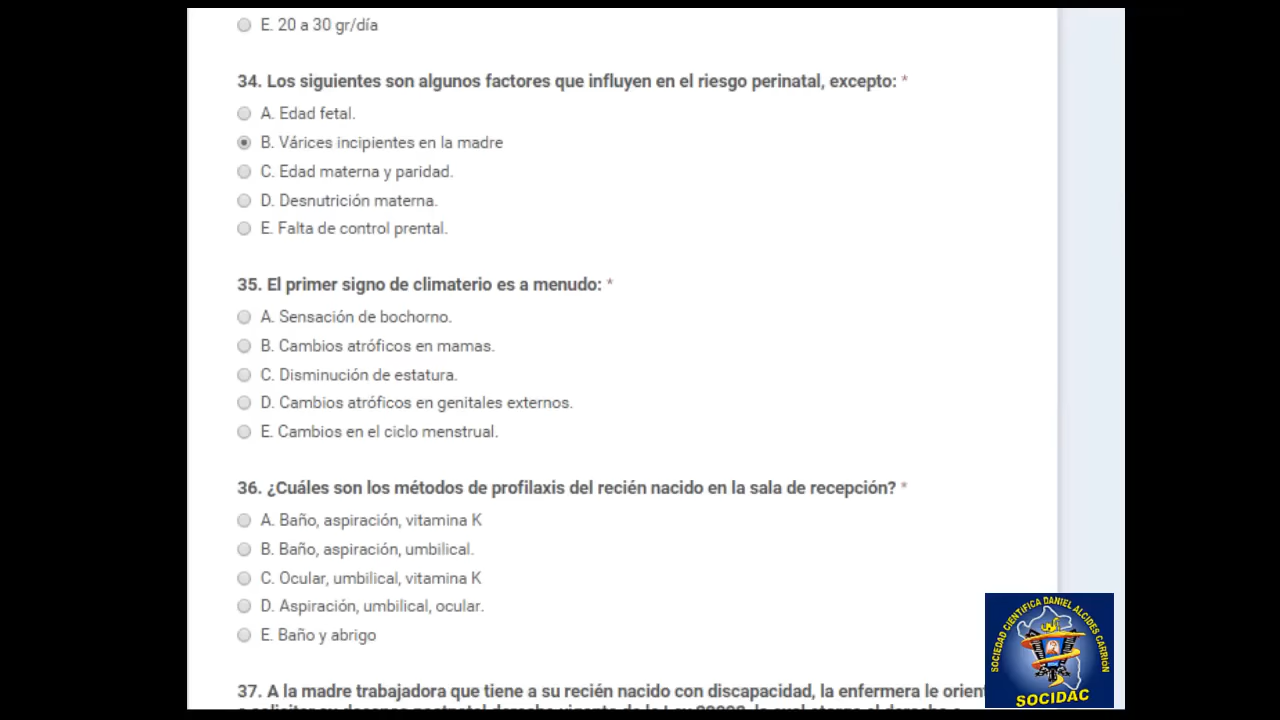 E. 20 a 30 gr/día
34. Los siguientes son algunos factores que influyen en el riesgo perinatal, excepto: *
A. Edad fetal.
B. Várices incipientes en la madre
C. Edad materna y paridad.
D. Desnutrición materna.
E. Falta de control prental.
35. El primer signo de climaterio es a menudo: *
A. Sensación de bochorno.
B. Cambios atróficos en mamas.
C. Disminución de estatura.
D. Cambios atróficos en genitales externos.
E. Cambios en el ciclo menstrual.
36. ¿Cuáles son los métodos de profilaxis del recién nacido en la sala de recepción? *
A. Baño, aspiración, vitamina K
B. Baño, aspiración, umbilical.
C. Ocular, umbilical, vitamina K
D. Aspiración, umbilical, ocular.
E. Baño y abrigo
37. A la madre trabajadora que tiene a su recién nacido con discapacidad, la enfermera le orient
SOCIEDAD CIENTIFICA DANIEL ALCIDES CARRIÓN
SOCIDAC